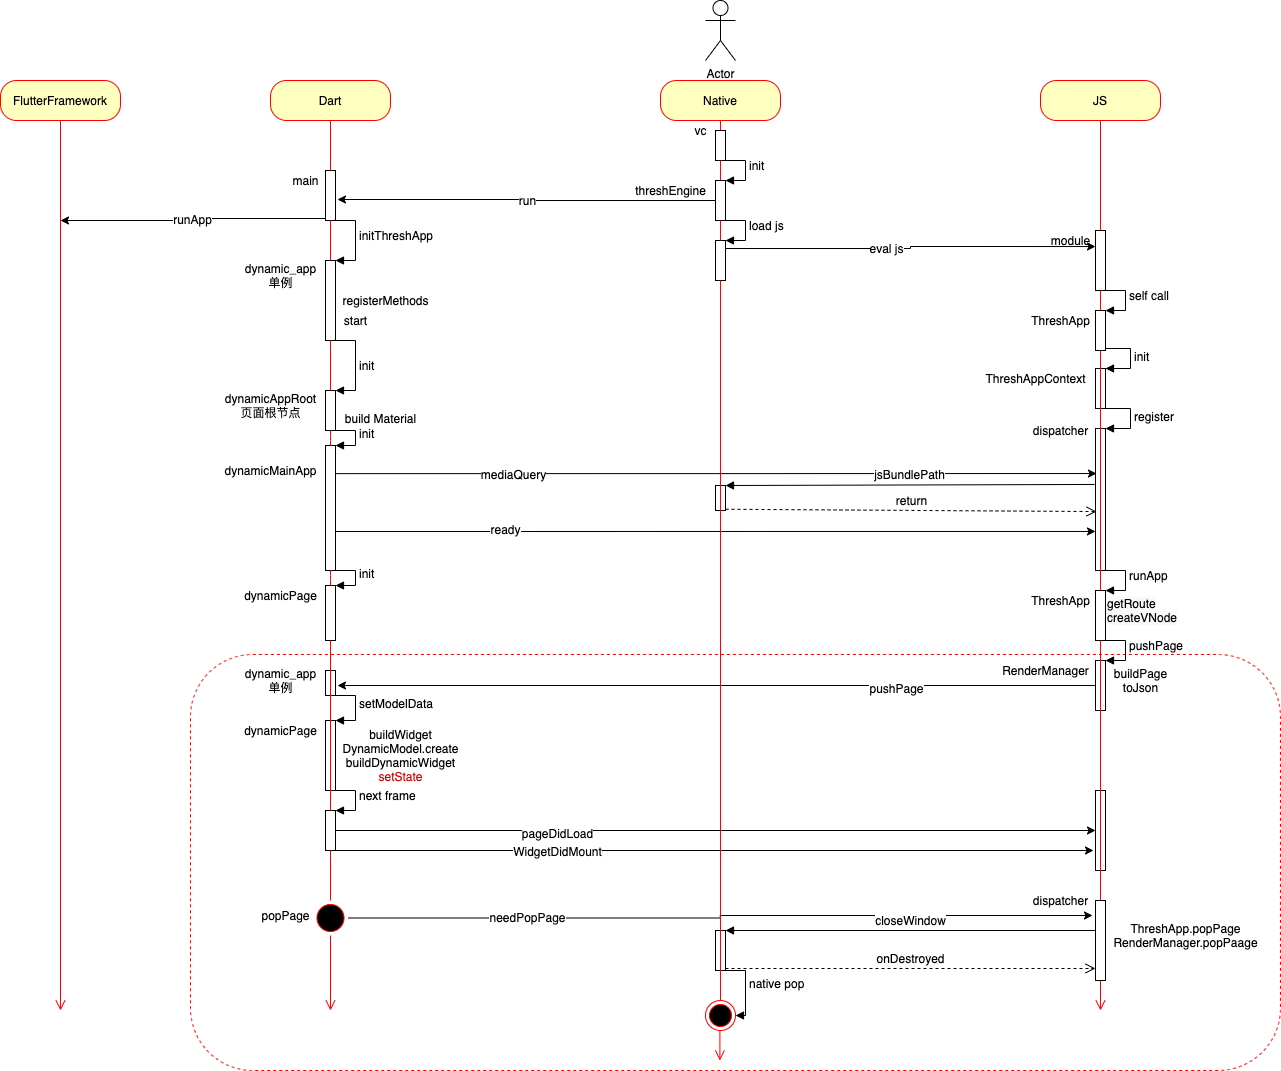 Actor
FlutterFramework
Dart
Native
JS
vc
init
main
threshEngine
run
runApp
load js
initThreshApp
module
eval js
dynamic_app
单例
self call
registerMethods
start
ThreshApp
init
init
ThreshAppContext
dynamicAppRoot
页面根节点
build Material
register
init
dispatcher
dynamicMainApp
mediaQuery
jsBundlePath
return
ready
init
runApp
dynamicPage
ThreshApp
getRoute
createVNode
pushPage
dynamic_app
单例
RenderManager
buildPage
toJson
pushPage
setModelData
dynamicPage
buildWidget
DynamicModel.create
buildDynamicWidget
setState
next frame
pageDidLoad
WidgetDidMount
dispatcher
popPage
needPopPage
closeWindow
ThreshApp.popPage
RenderManager.popPaage
onDestroyed
native pop